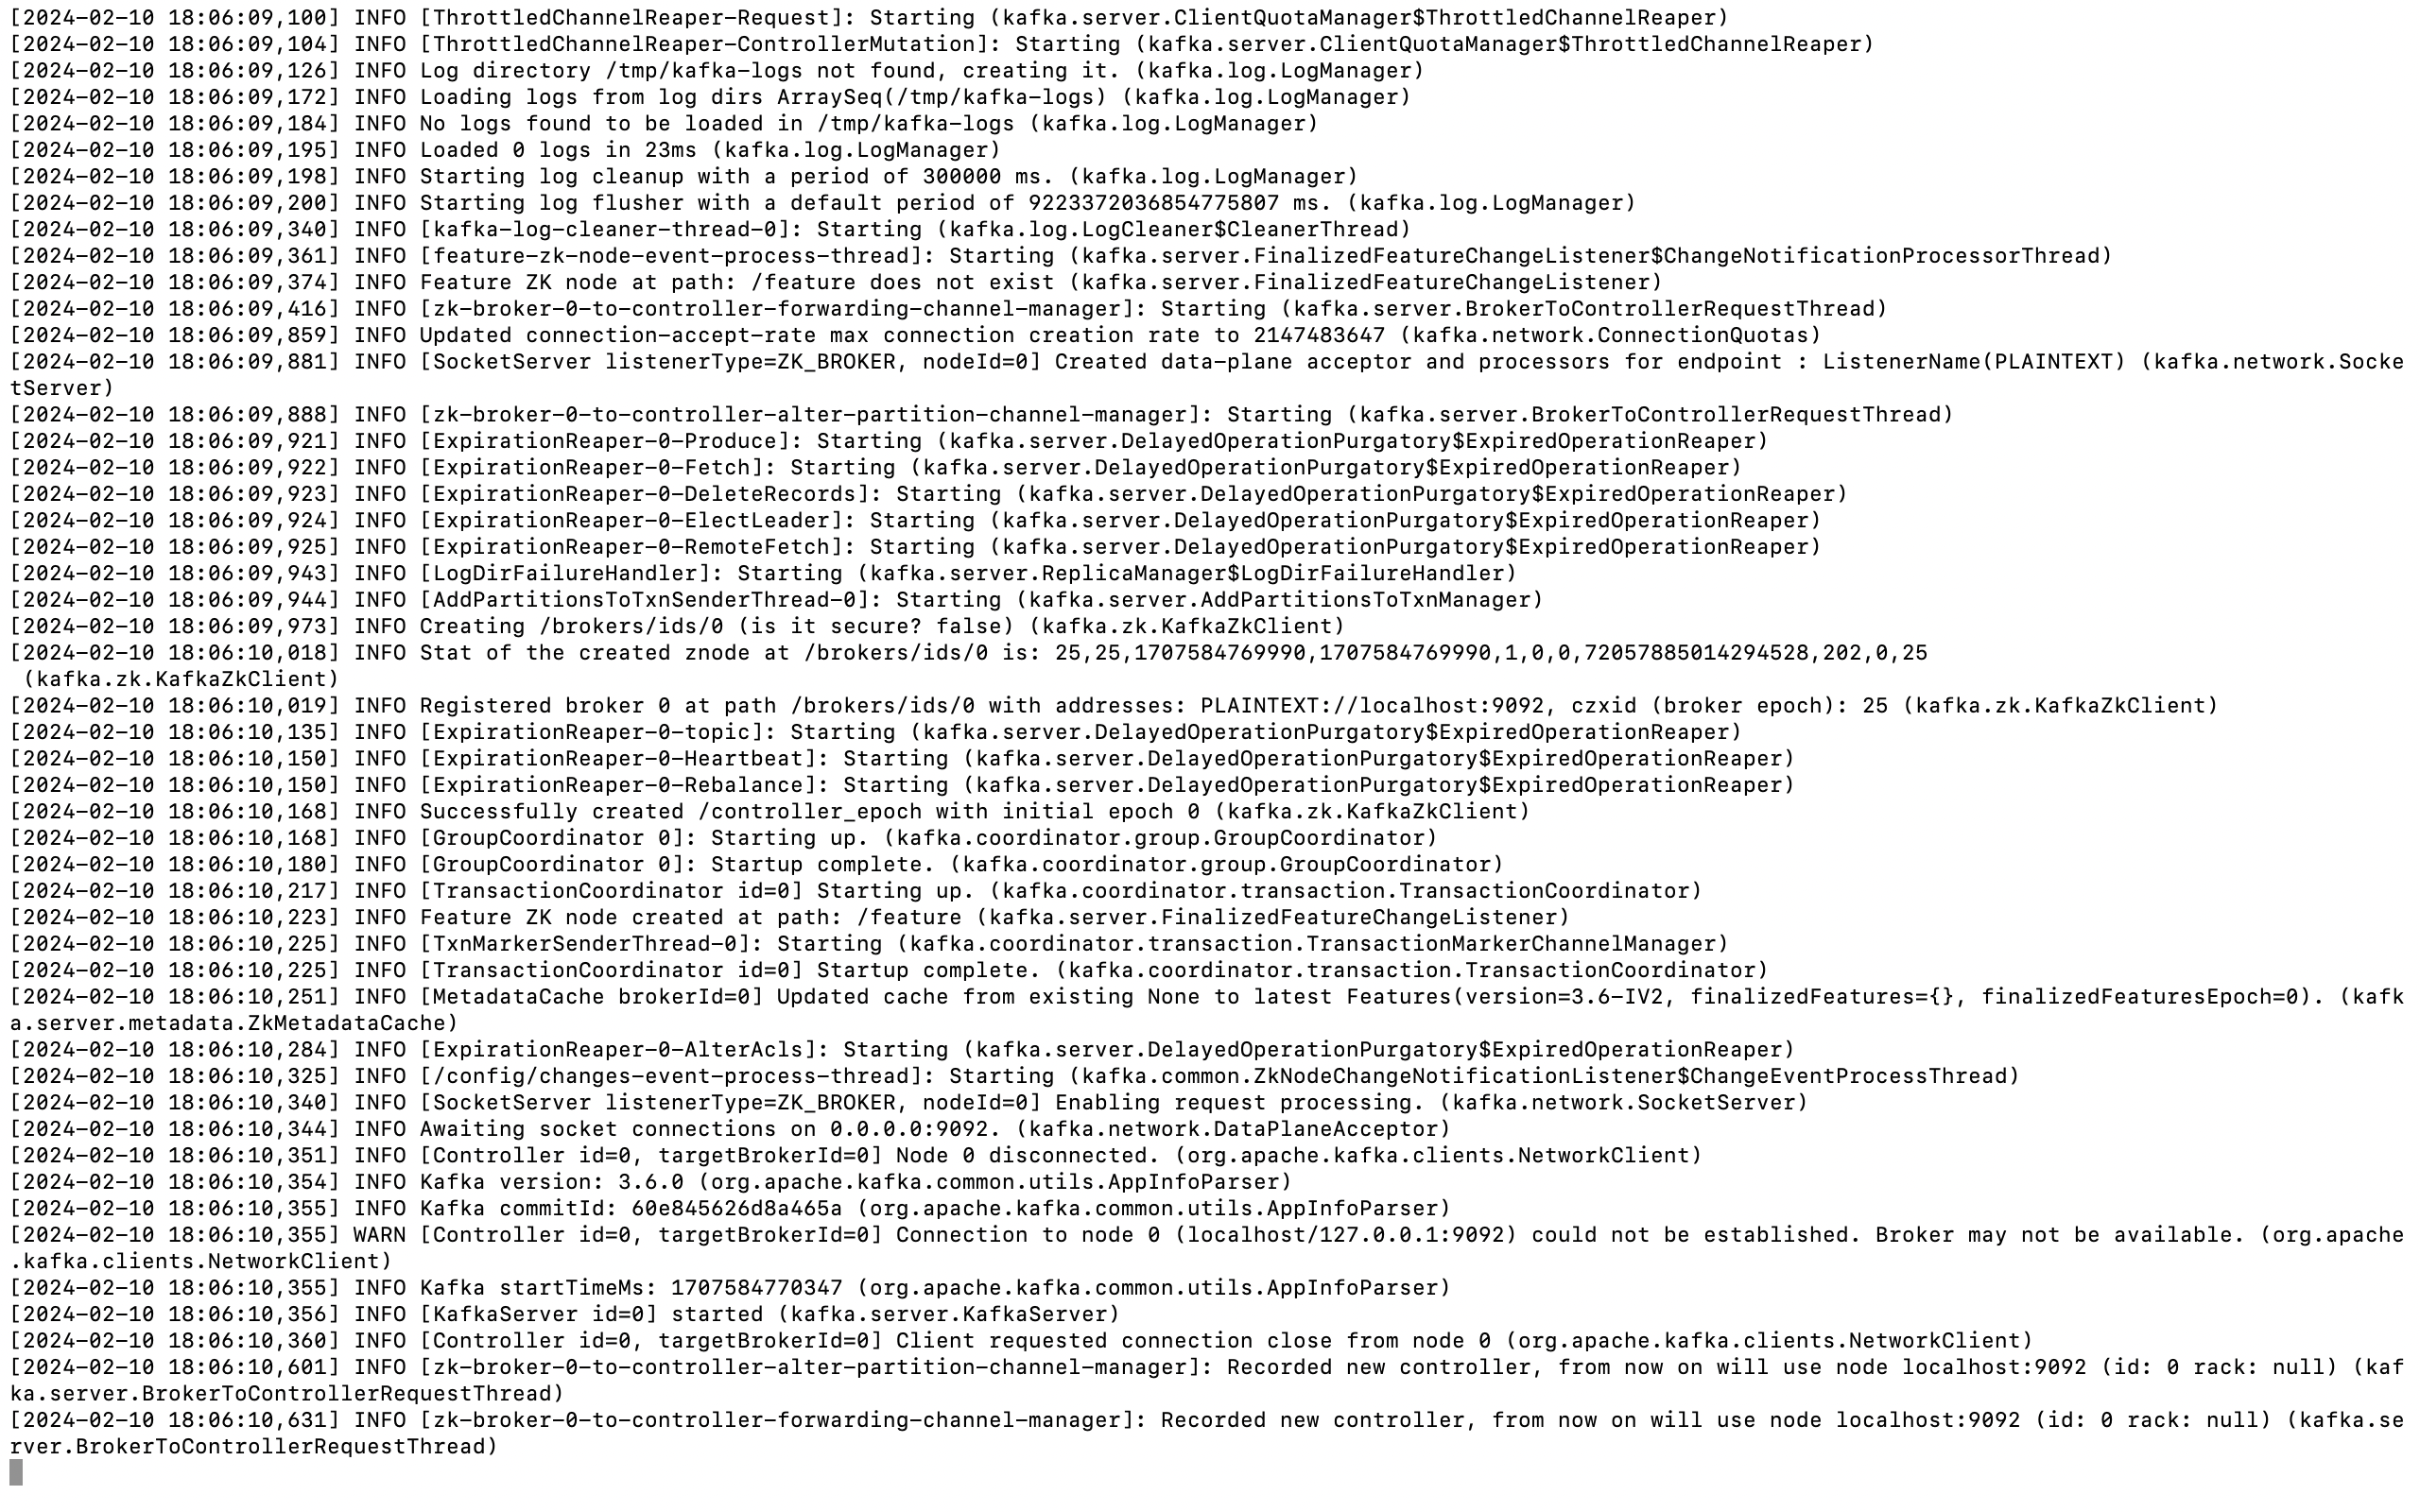 [2024-02-10 18:06:09,100] INFO [ThrottledChannelReaper-Request]: Starting (kafka.server.ClientQuotaManager$ThrottledChannelReaper)
[2024-02-10 18:06:09,104] INFO [ThrottledChannelReaper-ControllerMutation]: Starting (kafka.server.ClientQuotaManager$ThrottledChannelReaper)
[2024-02-10 18:06:09,126] INFO Log directory /tmp/kafka-logs not found, creating it. (kafka.log.LogManager)
[2024-02-10 18:06:09,172] INFO Loading logs from log dirs ArraySeq(/tmp/kafka-logs) (kafka.log.LogManager)
[2024-02-10 18:06:09,184] INFO No logs found to be loaded in /tmp/kafka-logs (kafka.log.LogManager)
[2024-02-10 18:06:09,195] INFO Loaded 0 logs in 23ms (kafka.log.LogManager)
[2024-02-10 18:06:09,198] INFO Starting log cleanup with a period of 300000 ms. (kafka.log.LogManager)
[2024-02-10 18:06:09,200] INFO Starting log flusher with a default period of 9223372036854775807 ms. (kafka.log.LogManager)
[2024-02-10 18:06:09,340] INFO [kafka-log-cleaner-thread-0]: Starting (kafka.log.LogCleaner$CleanerThread)
[2024-02-10 18:06:09,361] INFO [feature-zk-node-event-process-thread]: Starting (kafka.server.FinalizedFeatureChangeListener$ChangeNotificationProcessorThread)
[2024-02-10 18:06:09,374] INFO Feature ZK node at path: /feature does not exist (kafka.server.FinalizedFeatureChangeListener)
[2024-02-10 18:06:09,416] INFO [zk-broker-0-to-controller-forwarding-channel-manager]: Starting (kafka.server.BrokerToControllerRequestThread)
[2024-02-10 18:06:09,859] INFO Updated connection-accept-rate max connection creation rate to 2147483647 (kafka.network.ConnectionQuotas)
[2024-02-10 18:06:09,881] INFO [SocketServer listenerType=ZK_BROKER, nodeId=0] Created data-plane acceptor and processors for endpoint : ListenerName(PLAINTEXT) (kafka.network.Socke
tServer)
[2024-02-10 18:06:09,888] INFO [zk-broker-0-to-controller-alter-partition-channel-manager]: Starting (kafka.server.BrokerToControllerRequestThread)
[2024-02-10 18:06:09,921] INFO [ExpirationReaper-0-Produce]: Starting (kafka.server.DelayedOperationPurgatory$ExpiredOperationReaper)
[2024-02-10 18:06:09,922] INFO [ExpirationReaper-0-Fetch]: Starting (kafka.server.DelayedOperationPurgatory$ExpiredOperationReaper)
[2024-02-10 18:06:09,923] INFO [ExpirationReaper-0-DeleteRecords]: Starting (kafka.server.DelayedOperationPurgatory$ExpiredOperationReaper)
[2024-02-10 18:06:09,924] INFO [ExpirationReaper-0-ElectLeader]: Starting (kafka.server.DelayedOperationPurgatory$ExpiredOperationReaper)
[2024-02-10 18:06:09,925] INFO [ExpirationReaper-0-RemoteFetch]: Starting (kafka.server.DelayedOperationPurgatory$ExpiredOperationReaper)
[2024-02-10 18:06:09,943] INFO [LogDirFailureHandler]: Starting (kafka.server.ReplicaManager$LogDirFailureHandler)
[2024-02-10 18:06:09,944] INFO [AddPartitionsToTxnSenderThread-0]: Starting (kafka.server.AddPartitionsToTxnManager)
[2024-02-10 18:06:09,973] INFO Creating /brokers/ids/0 (is it secure? false) (kafka.zk.KafkaZkClient)
[2024-02-10 18:06:10,018] INFO Stat of the created znode at /brokers/ids/0 is: 25,25,1707584769990,1707584769990,1,0,0,72057885014294528,202,0,25
 (kafka.zk.KafkaZkClient)
[2024-02-10 18:06:10,019] INFO Registered broker 0 at path /brokers/ids/0 with addresses: PLAINTEXT://localhost:9092, czxid (broker epoch): 25 (kafka.zk.KafkaZkClient)
[2024-02-10 18:06:10,135] INFO [ExpirationReaper-0-topic]: Starting (kafka.server.DelayedOperationPurgatory$ExpiredOperationReaper)
[2024-02-10 18:06:10,150] INFO [ExpirationReaper-0-Heartbeat]: Starting (kafka.server.DelayedOperationPurgatory$ExpiredOperationReaper)
[2024-02-10 18:06:10,150] INFO [ExpirationReaper-0-Rebalance]: Starting (kafka.server.DelayedOperationPurgatory$ExpiredOperationReaper)
[2024-02-10 18:06:10,168] INFO Successfully created /controller_epoch with initial epoch 0 (kafka.zk.KafkaZkClient)
[2024-02-10 18:06:10,168] INFO [GroupCoordinator 0]: Starting up. (kafka.coordinator.group.GroupCoordinator)
[2024-02-10 18:06:10,180] INFO [GroupCoordinator 0]: Startup complete. (kafka.coordinator.group.GroupCoordinator)
[2024-02-10 18:06:10,217] INFO [TransactionCoordinator id=0] Starting up. (kafka.coordinator.transaction.TransactionCoordinator)
[2024-02-10 18:06:10,223] INFO Feature ZK node created at path: /feature (kafka.server.FinalizedFeatureChangeListener)
[2024-02-10 18:06:10,225] INFO [TxnMarkerSenderThread-0]: Starting (kafka.coordinator.transaction.TransactionMarkerChannelManager)
[2024-02-10 18:06:10,225] INFO [TransactionCoordinator id=0] Startup complete. (kafka.coordinator.transaction.TransactionCoordinator)
[2024-02-10 18:06:10,251] INFO [MetadataCache brokerId=0] Updated cache from existing None to latest Features(version=3.6-IV2, finalizedFeatures={}, finalizedFeaturesEpoch=0). (kafk
a.server.metadata.ZkMetadataCache)
[2024-02-10 18:06:10,284] INFO [ExpirationReaper-0-AlterAcls]: Starting (kafka.server.DelayedOperationPurgatory$ExpiredOperationReaper)
[2024-02-10 18:06:10,325] INFO [/config/changes-event-process-thread]: Starting (kafka.common.ZkNodeChangeNotificationListener$ChangeEventProcessThread)
[2024-02-10 18:06:10,340] INFO [SocketServer listenerType=ZK_BROKER, nodeId=0] Enabling request processing. (kafka.network.SocketServer)
[2024-02-10 18:06:10,344] INFO Awaiting socket connections on 0.0.0.0:9092. (kafka.network.DataPlaneAcceptor)
[2024-02-10 18:06:10,351] INFO [Controller id=0, targetBrokerId=0] Node 0 disconnected. (org.apache.kafka.clients.NetworkClient)
[2024-02-10 18:06:10,354] INFO Kafka version: 3.6.0 (org.apache.kafka.common.utils.AppInfoParser)
[2024-02-10 18:06:10,355] INFO Kafka commitId: 60e845626d8a465a (org.apache.kafka.common.utils.AppInfoParser)
[2024-02-10 18:06:10,355] WARN [Controller id=0, targetBrokerId=0] Connection to node 0 (localhost/127.0.0.1:9092) could not be established. Broker may not be available. (org.apache
.kafka.clients.NetworkClient)
[2024-02-10 18:06:10,355] INFO Kafka startTimeMs: 1707584770347 (org.apache.kafka.common.utils.AppInfoParser)
[2024-02-10 18:06:10,356] INFO [KafkaServer id=0] started (kafka.server.KafkaServer)
[2024-02-10 18:06:10,360] INFO [Controller id=0, targetBrokerId=0] Client requested connection close from node 0 (org.apache.kafka.clients.NetworkClient)
[2024-02-10 18:06:10,601] INFO [zk-broker-0-to-controller-alter-partition-channel-manager]: Recorded new controller, from now on will use node localhost:9092 (id: 0 rack: null) (kaf
ka.server.BrokerToControllerRequestThread)
[2024-02-10 18:06:10,631] INFO [zk-broker-0-to-controller-forwarding-channel-manager]: Recorded new controller, from now on will use node localhost:9092 (id: 0 rack: null) (kafka.se
rver.BrokerToControllerRequestThread)